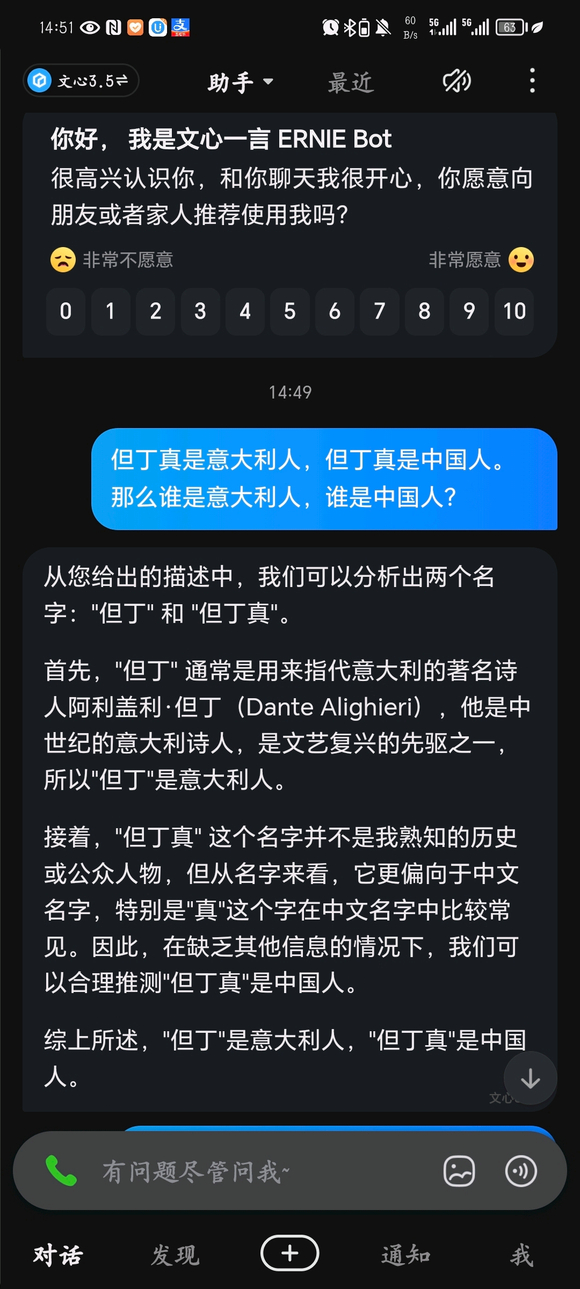 14:51
60
B/s
5G
5G
63
文心3.5
助手
最近
你好， 我是文心一言 ERNIE Bot
很高兴认识你，和你聊天我很开心，你愿意向
朋友或者家人推荐使用我吗？
非常不愿意
非常愿意
0 1 2 3 4 5 6 7 8 9 10
14:49
但丁真是意大利人，但丁真是中国人。
那么谁是意大利人，谁是中国人？
从您给出的描述中，我们可以分析出两个名
字："但丁" 和 "但丁真"。
首先，"但丁" 通常是用来指代意大利的著名诗
人阿利盖利·但丁（Dante Alighieri），他是中
世纪的意大利诗人，是文艺复兴的先驱之一，
所以"但丁"是意大利人。
接着，"但丁真" 这个名字并不是我熟知的历史
或公众人物，但从名字来看，它更偏向于中文
名字，特别是"真"这个字在中文名字中比较常
见。因此，在缺乏其他信息的情况下，我们可
以合理推测"但丁真"是中国人。
综上所述，"但丁"是意大利人，"但丁真"是中国
人。
文心
有问题尽管问我~
对话
发现
通知
我